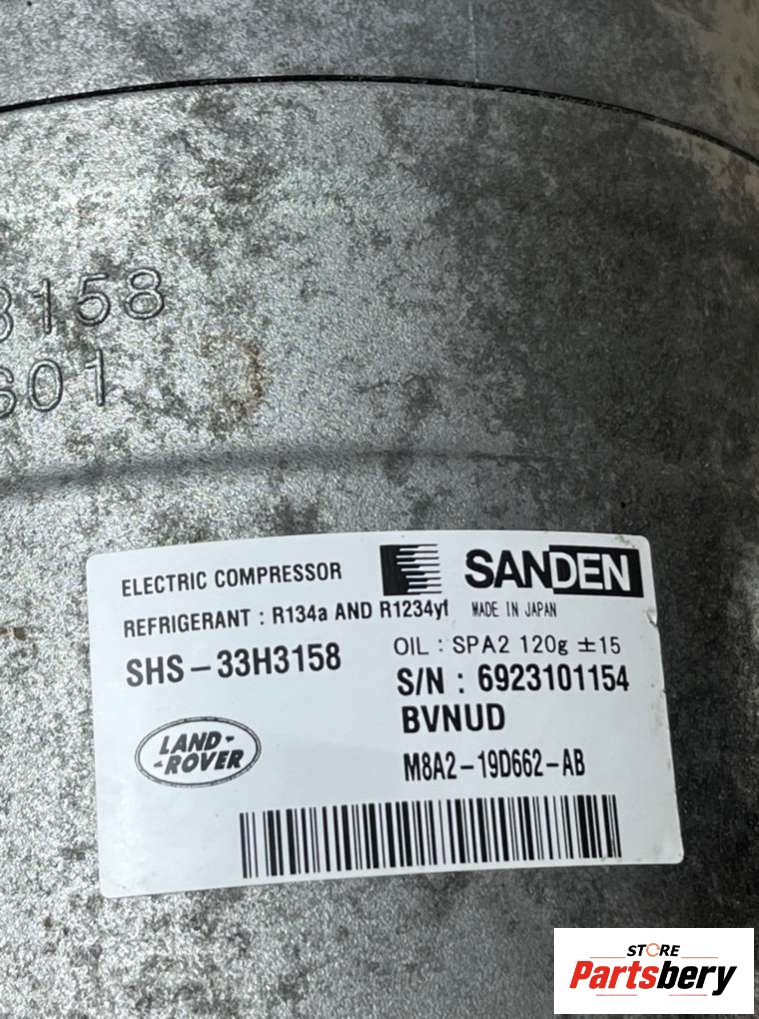 3158
601
ELECTRIC COMPRESSOR
SANDEN
REFRIGERANT : R134a AND R1234yf
MADE IN JAPAN
SHS-33H3158
OIL : SPA2 120g ±15
S/N : 6923101154
BVNUD
LAND-
-ROVER
M8A2-19D662-AB
STORE
Partsbery